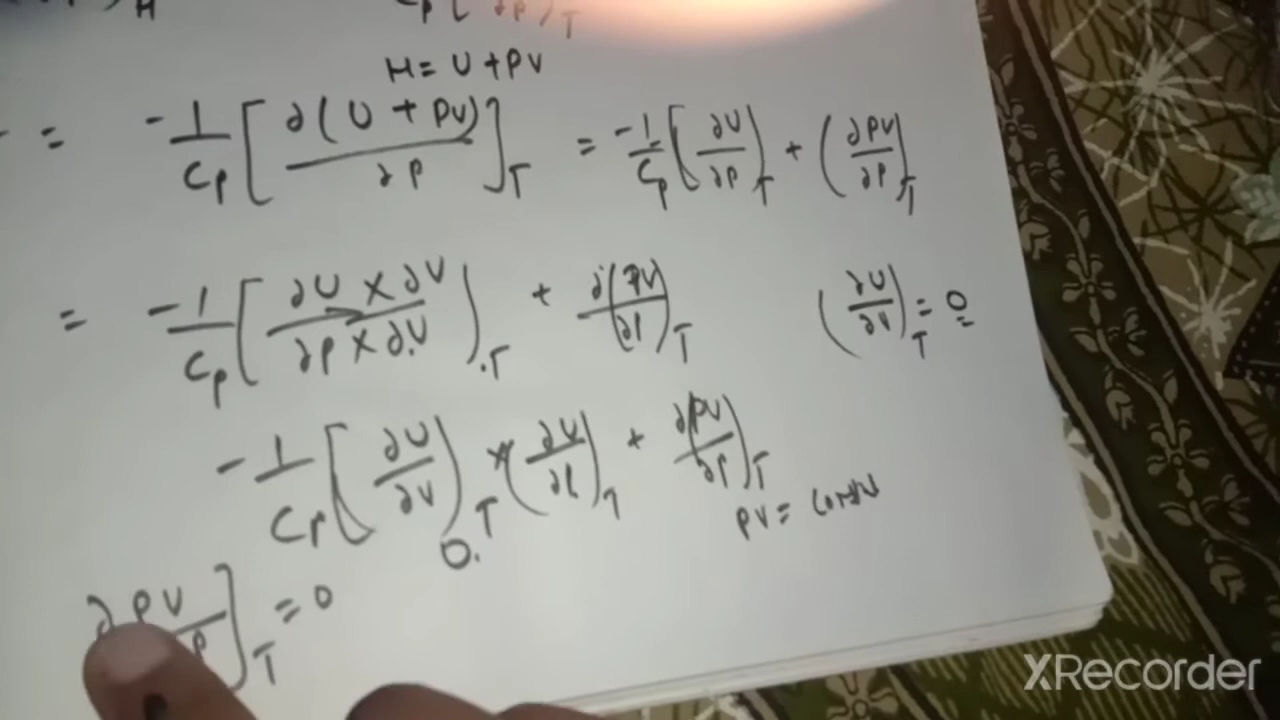 H
Cp ∂P)T
H = U + PV
= -1/Cp [∂(U + PV)/∂P]T = -1/Cp [(∂U/∂P)T + (∂PV/∂P)T
= -1/Cp [∂U × ∂V/∂P × ∂V)T + ∂(PV)/∂P)T (∂U/∂V)T = 0
-1/Cp [(∂U/∂V)T × (∂V/∂P)T + ∂(PV)/∂P)T
0. PV =
∂PV/P]T = 0
XRecorder